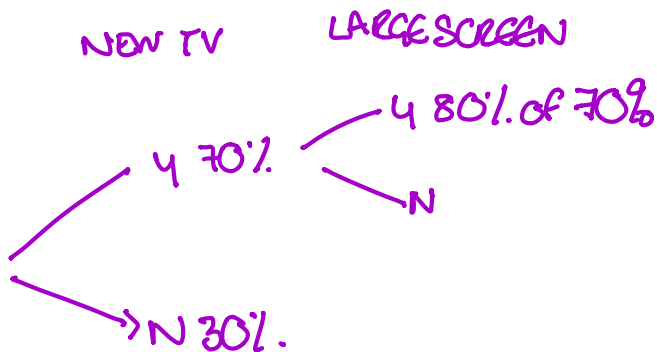 NEW TV
LARGE SCREEN
Y 80% of 70%
Y 70%
N
N 30%.